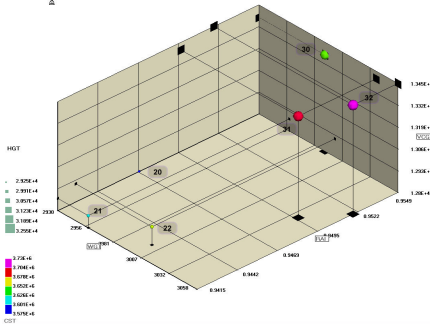 30
32
31
20
21
22
HGT
2.925E+4
2.991E+4
3.057E+4
3.123E+4
3.189E+4
3.255E+4
3.73E+6
3.704E+6
3.678E+6
3.652E+6
3.626E+6
3.601E+6
3.575E+6
CST
2930
2956
2981
3007
3032
3058
WGT
0.9415
0.9442
0.9469
0.9495
0.9522
0.9549
1.345E+
1.332E+
1.319E+
1.306E
1.293E+
1.28E+4